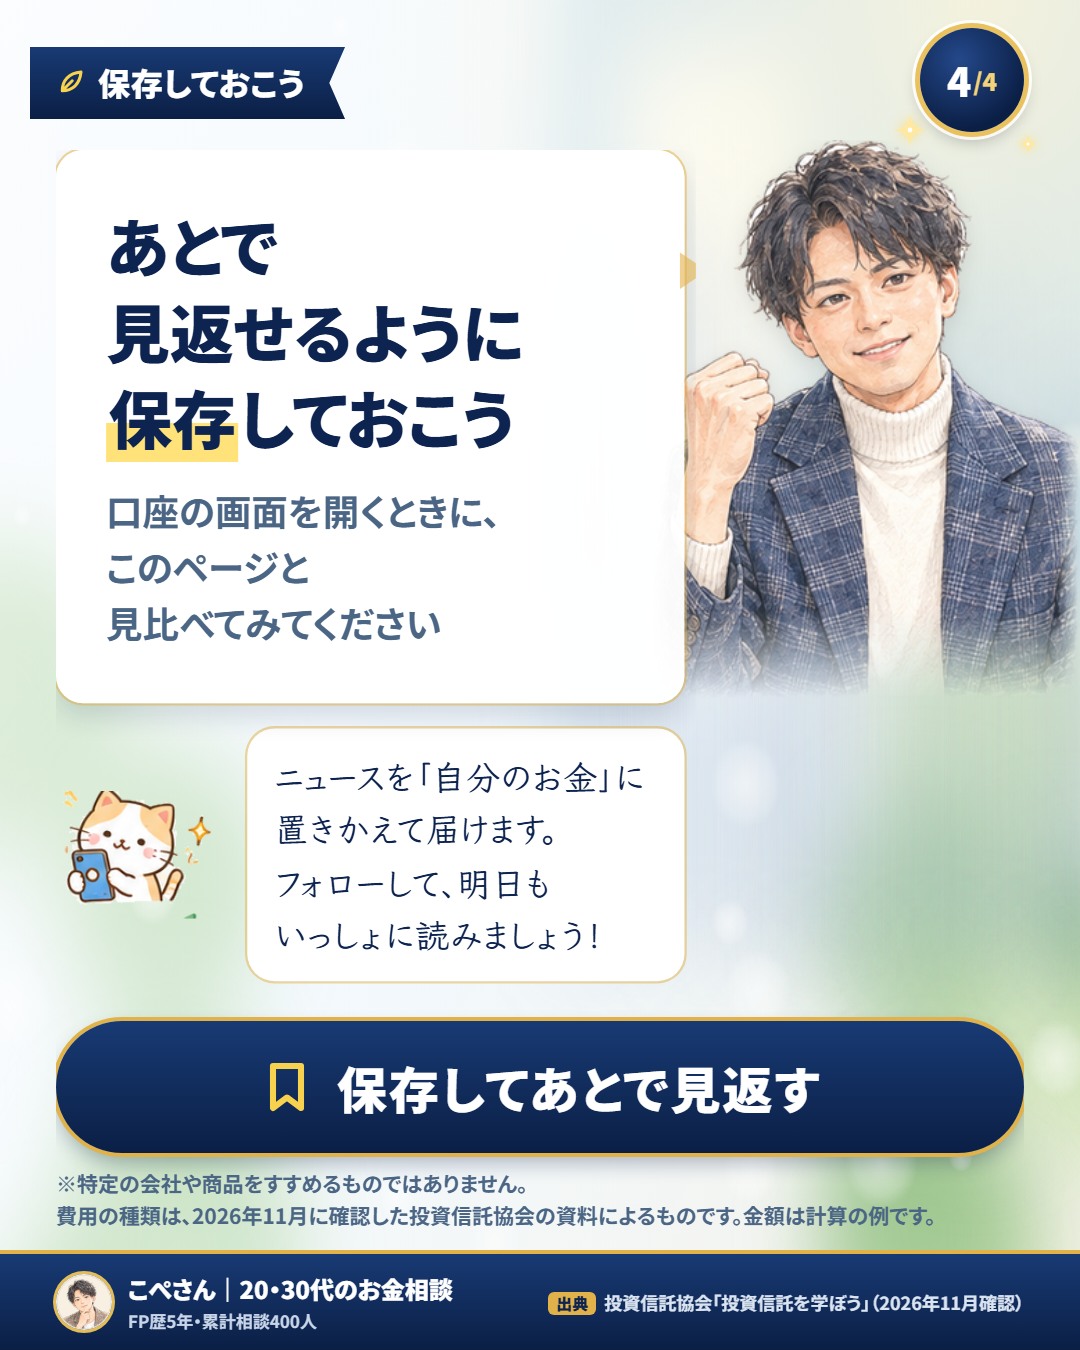 保存しておこう
4/4
あとで
見返せるように
保存しておこう
口座の画面を開くときに、
このページと
見比べてみてください
ニュースを「自分のお金」に
置きかえて届けます。
フォローして、明日も
いっしょに読みましょう!
保存してあとで見返す
※特定の会社や商品をすすめるものではありません。
費用の種類は、2026年11月に確認した投資信託協会の資料によるものです。金額は計算の例です。
こぺさん｜20・30代のお金相談
FP歴5年・累計相談400人
出典 投資信託協会「投資信託を学ぼう」（2026年11月確認）